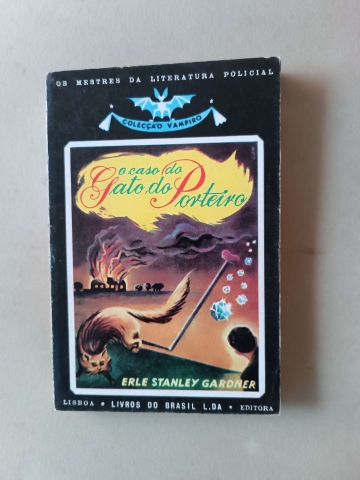 OS MESTRES DA LITERATURA POLICIAL
COLECÇÃO VAMPIRO
o caso do
Gato do Porteiro
ERLE STANLEY GARDNER
LISBOA * LIVROS DO BRASIL L.DA * EDITORA